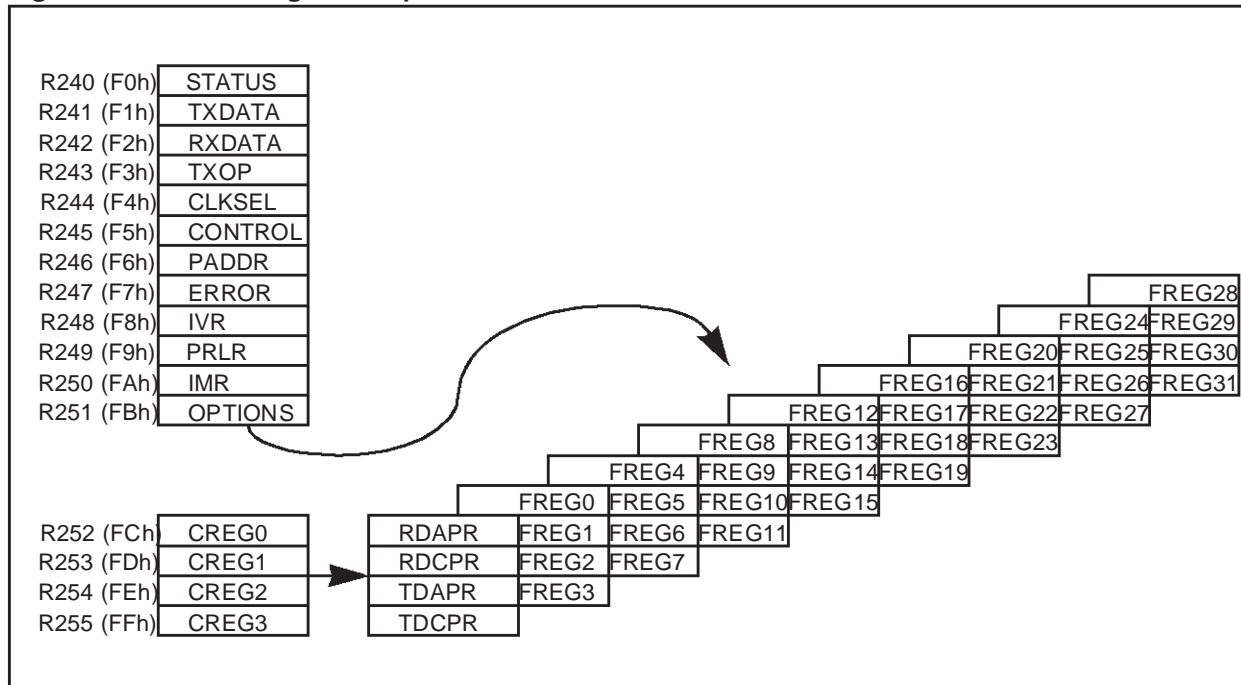 R240 (F0h) STATUS
R241 (F1h) TXDATA
R242 (F2h) RXDATA
R243 (F3h) TXOP
R244 (F4h) CLKSEL
R245 (F5h) CONTROL
R246 (F6h) PADDR
R247 (F7h) ERROR FREG28
R248 (F8h) IVR FREG24 FREG29
R249 (F9h) PRLR FREG20 FREG25 FREG30
R250 (FAh) IMR FREG16 FREG21 FREG26 FREG31
R251 (FBh) OPTIONS FREG12 FREG17 FREG22 FREG27
FREG8 FREG13 FREG18 FREG23
FREG4 FREG9 FREG14 FREG19
FREG0 FREG5 FREG10 FREG15
R252 (FCh) CREG0 RDAPR FREG1 FREG6 FREG11
R253 (FDh) CREG1 RDCPR FREG2 FREG7
R254 (FEh) CREG2 TDAPR FREG3
R255 (FFh) CREG3 TDCPR